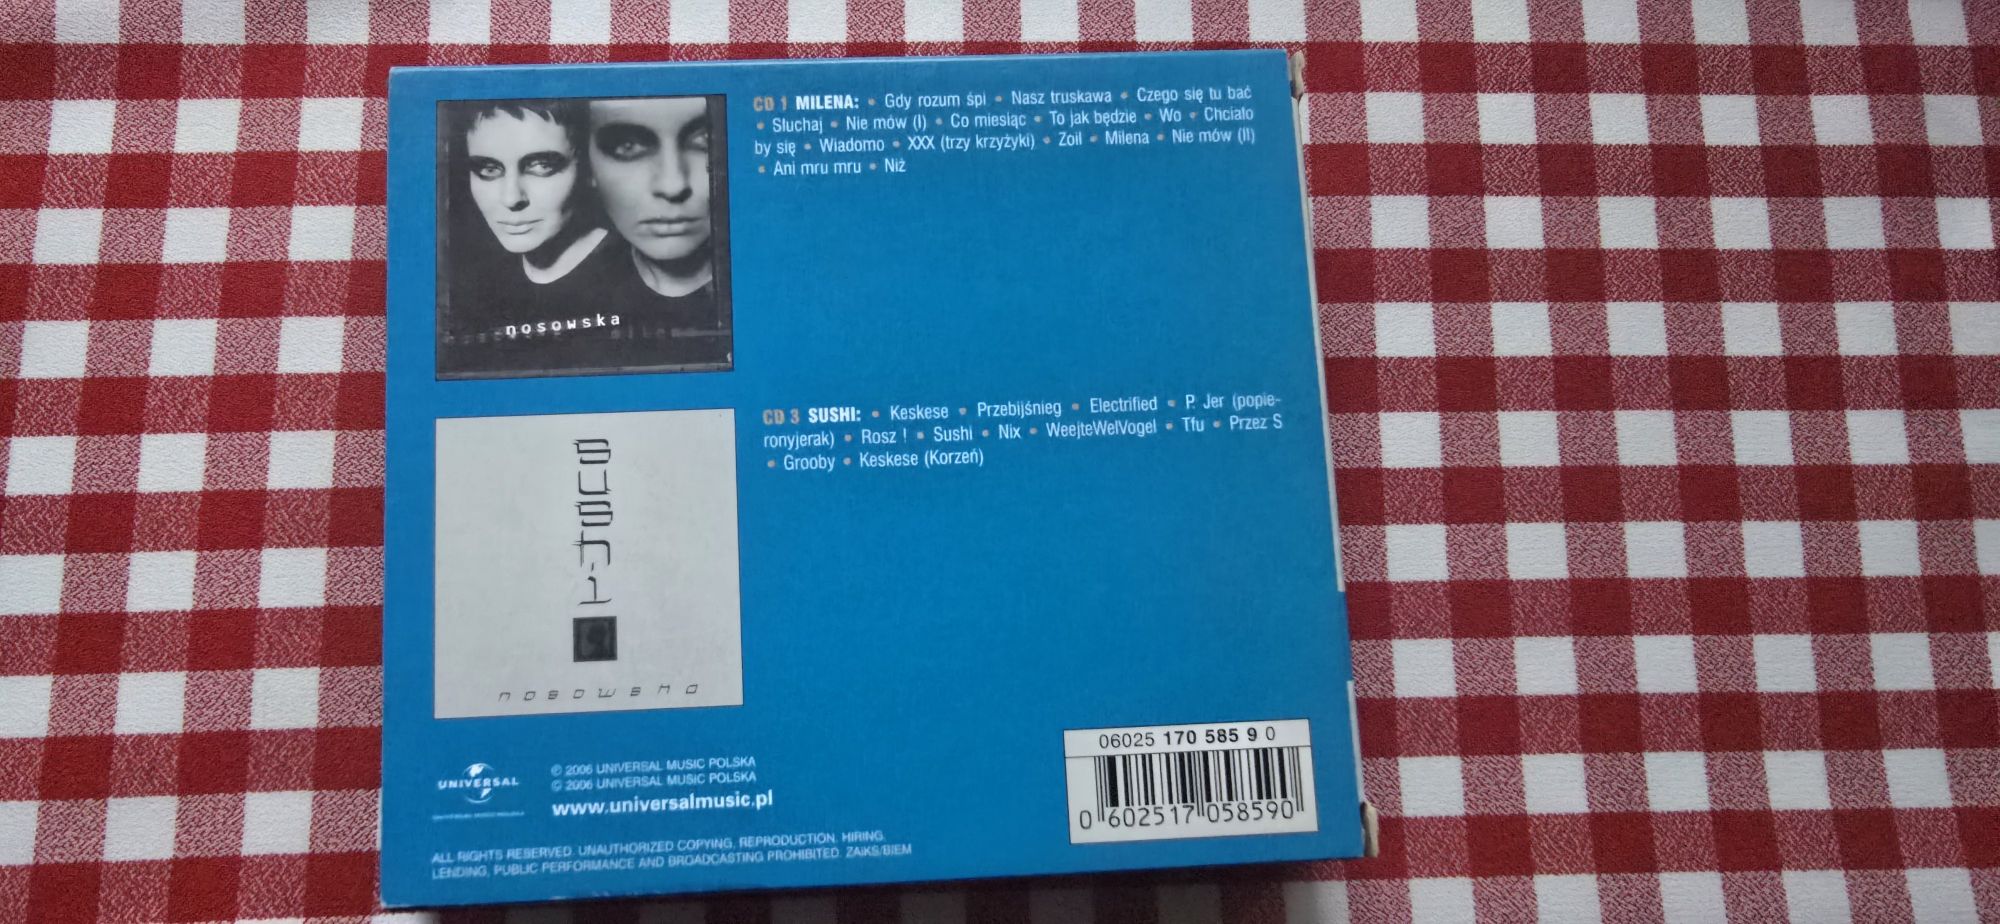 CD 1 MILENA: • Gdy rozum śpi • Nasz truskawa • Czego się tu bać
• Słuchaj • Nie mów (I) • Co miesiąc • To jak będzie • Wo • Chciało
by się • Wiadomo • XXX (trzy krzyżyki) • Zoil • Milena • Nie mów (II)
• Ani mru mru • Niż
nosowska
CD 3 SUSHI: • Keskese • Przebijśnieg • Electrified • P. Jer (popie-
ronyjerak) • Rosz ! • Sushi • Nix • WeejteWelVogel • Tfu • Przez S
• Grooby • Keskese (Korzeń)
sushi
nosowska
06025 170 585 9 0
0 602517 058590
UNIVERSAL
℗ 2006 UNIVERSAL MUSIC POLSKA
© 2006 UNIVERSAL MUSIC POLSKA
www.universalmusic.pl
ALL RIGHTS RESERVED. UNAUTHORIZED COPYING, REPRODUCTION, HIRING,
LENDING, PUBLIC PERFORMANCE AND BROADCASTING PROHIBITED. ZAIKS/BIEM